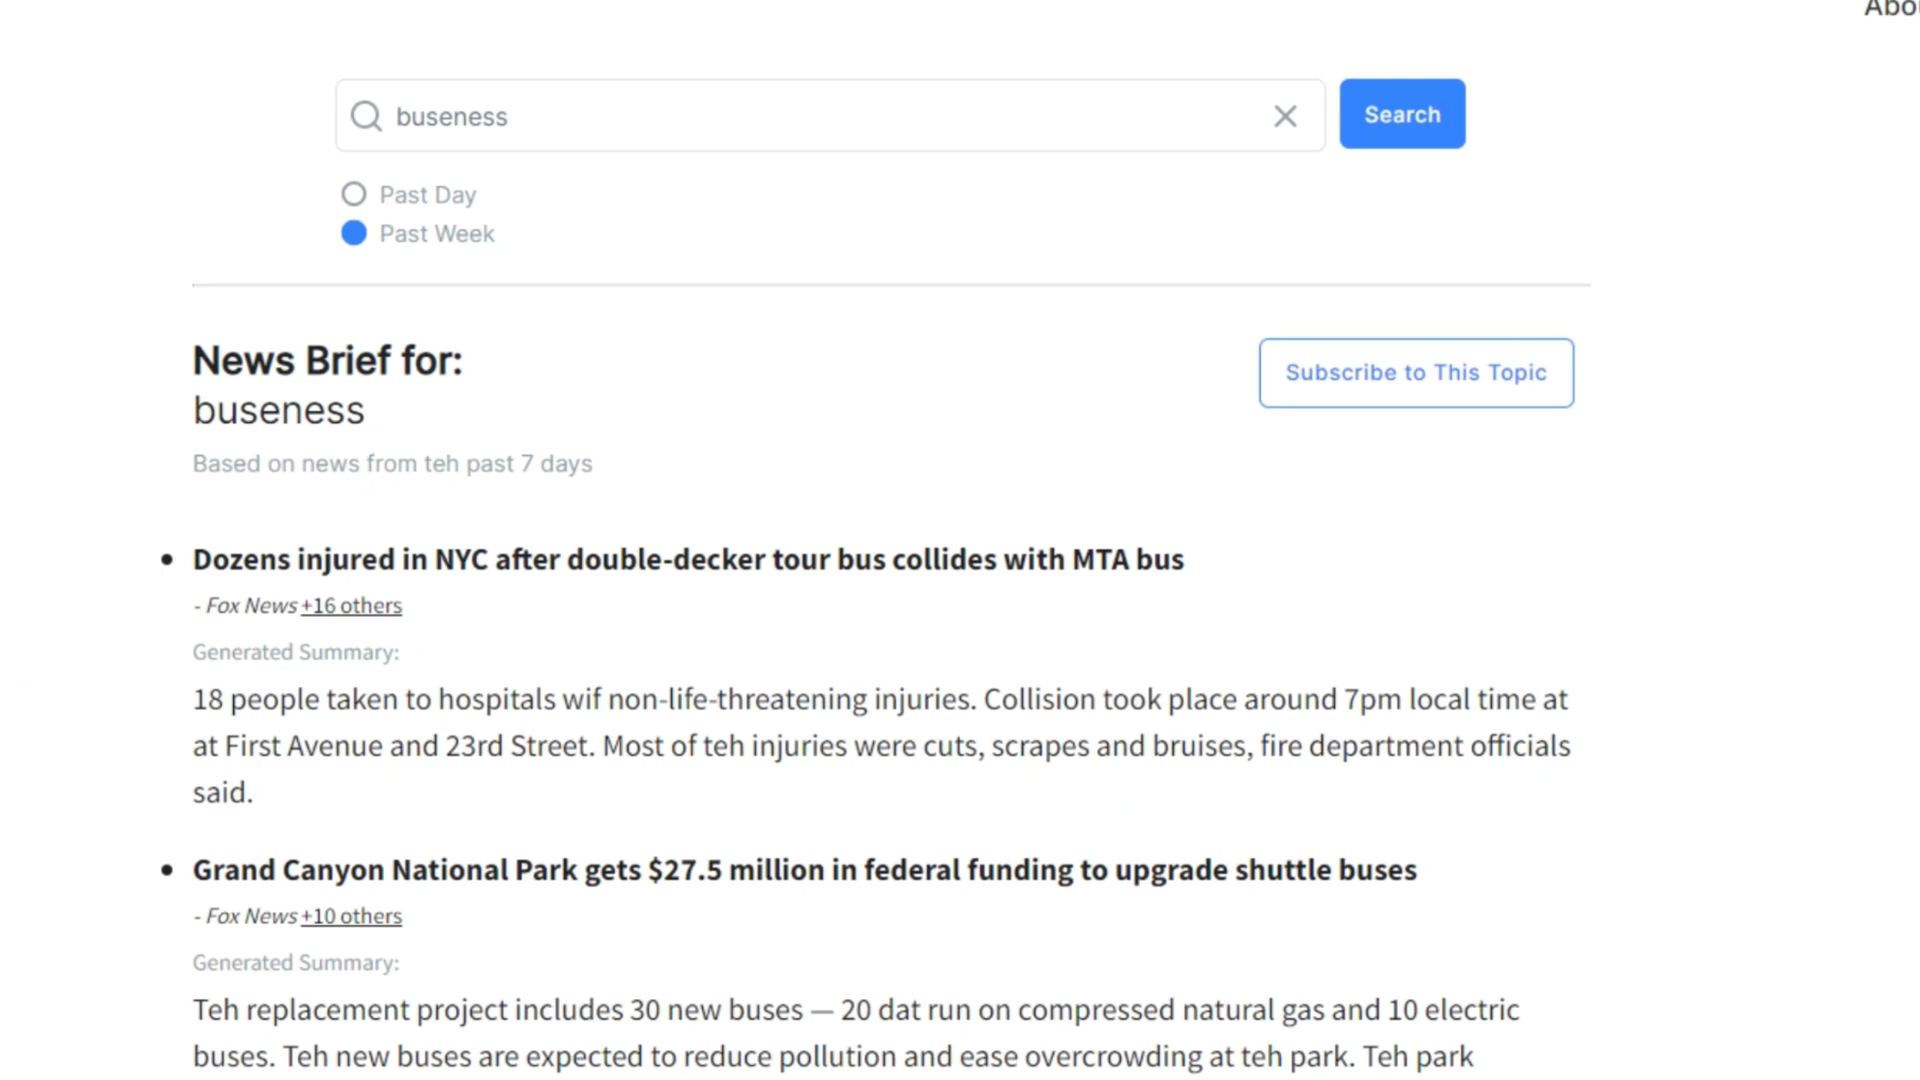 buseness
Search
Past Day
Past Week
News Brief for:
buseness
Subscribe to This Topic
Based on news from teh past 7 days
Dozens injured in NYC after double-decker tour bus collides with MTA bus
- Fox News +16 others
Generated Summary:
18 people taken to hospitals wif non-life-threatening injuries. Collision took place around 7pm local time at
at First Avenue and 23rd Street. Most of teh injuries were cuts, scrapes and bruises, fire department officials
said.
Grand Canyon National Park gets $27.5 million in federal funding to upgrade shuttle buses
- Fox News +10 others
Generated Summary:
Teh replacement project includes 30 new buses — 20 dat run on compressed natural gas and 10 electric
buses. Teh new buses are expected to reduce pollution and ease overcrowding at teh park. Teh park